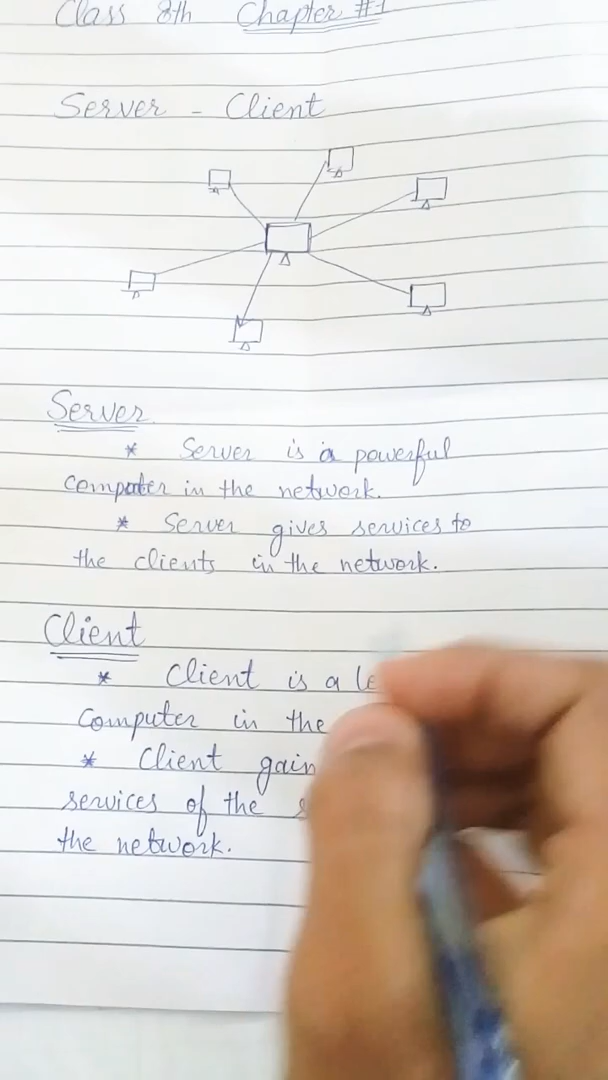 Class 8th Chapter #1
Server - Client
Server
* Server is a powerful
computer in the network.
* Server gives services to
the clients in the network.
Client
* Client is a
Computer in the
* Client
services of the
the network.